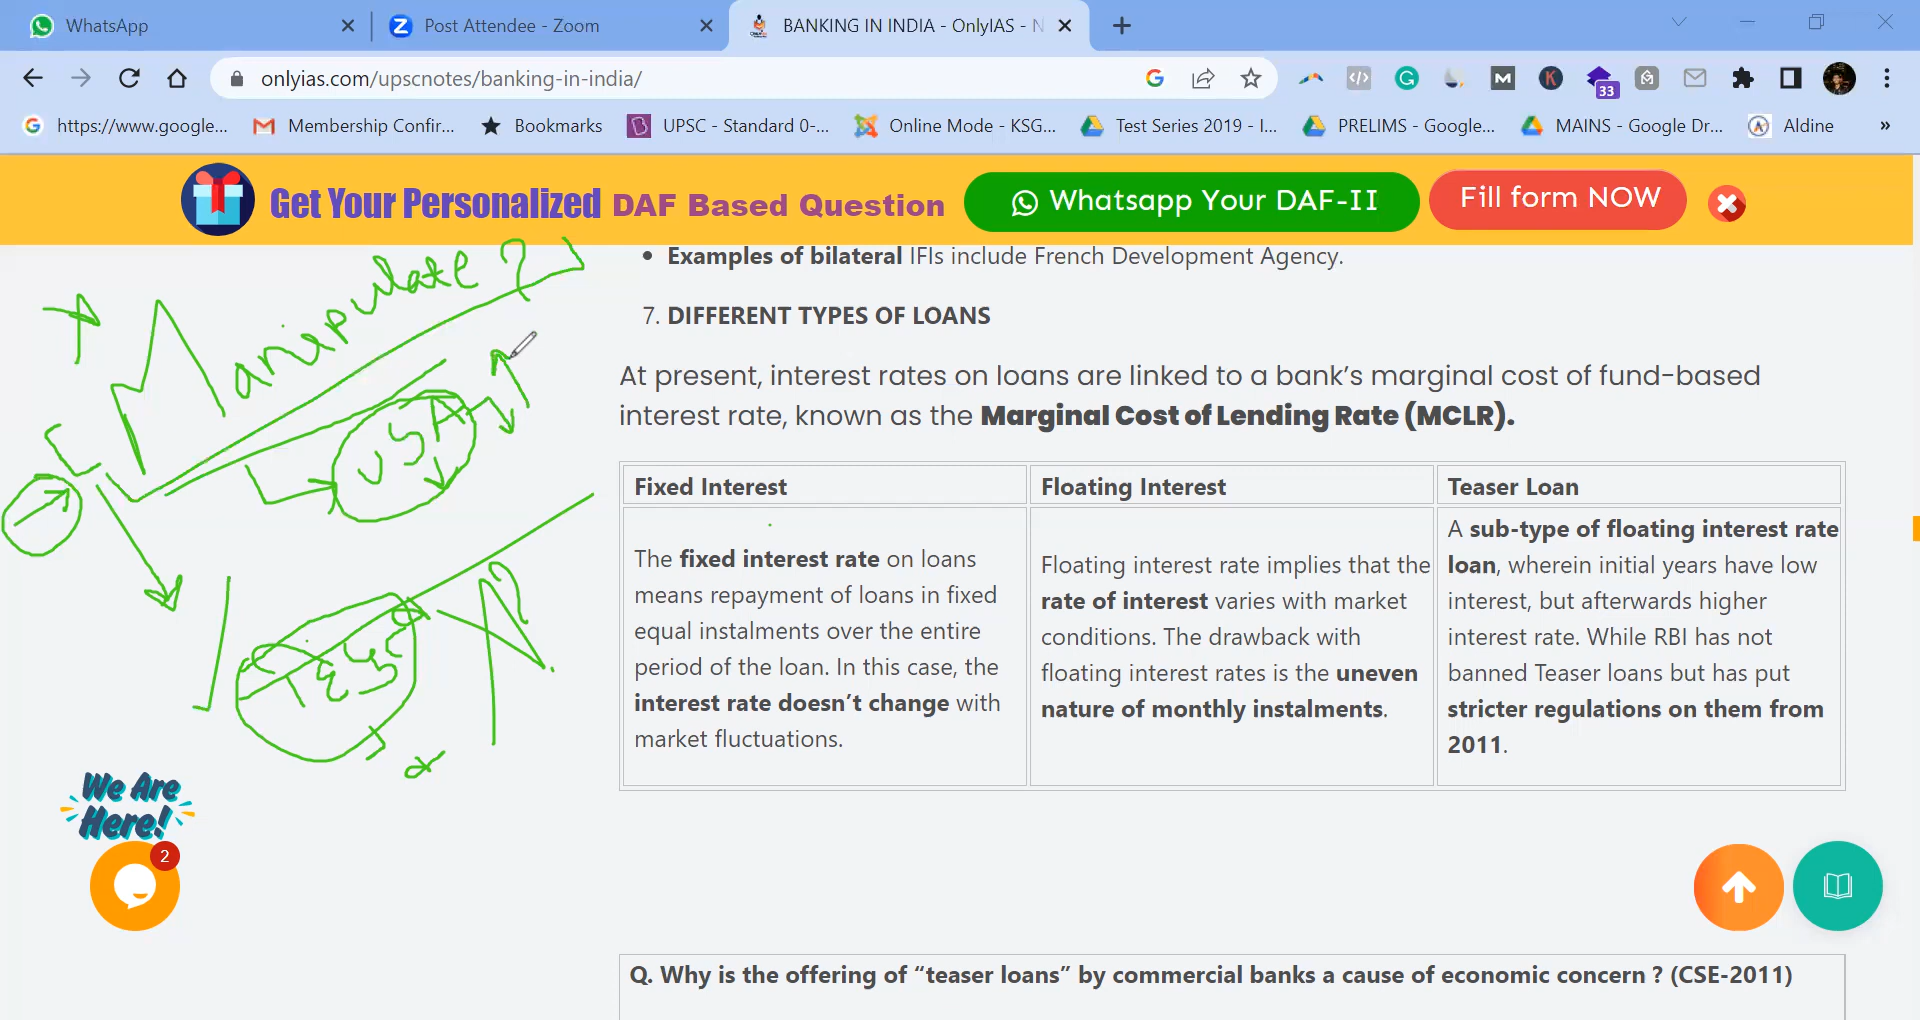 WhatsApp
Post Attendee - Zoom
BANKING IN INDIA - OnlyIAS - N
onlyias.com/upscnotes/banking-in-india/
33
https://www.google...
Membership Confir...
Bookmarks
UPSC - Standard 0-...
Online Mode - KSG...
Test Series 2019 - I...
PRELIMS - Google...
MAINS - Google Dr...
Aldine
»
Get Your Personalized DAF Based Question
Whatsapp Your DAF-II
Fill form NOW
Manipulate ?
USA
• Examples of bilateral IFIs include French Development Agency.
7. DIFFERENT TYPES OF LOANS
At present, interest rates on loans are linked to a bank’s marginal cost of fund-based
interest rate, known as the Marginal Cost of Lending Rate (MCLR).
Fixed Interest
The fixed interest rate on loans
means repayment of loans in fixed
equal instalments over the entire
period of the loan. In this case, the
interest rate doesn’t change with
market fluctuations.
Floating Interest
Floating interest rate implies that the
rate of interest varies with market
conditions. The drawback with
floating interest rates is the uneven
nature of monthly instalments.
Teaser Loan
A sub-type of floating interest rate
loan, wherein initial years have low
interest, but afterwards higher
interest rate. While RBI has not
banned Teaser loans but has put
stricter regulations on them from
2011.
We Are
Here!
2
Q. Why is the offering of “teaser loans” by commercial banks a cause of economic concern ? (CSE-2011)